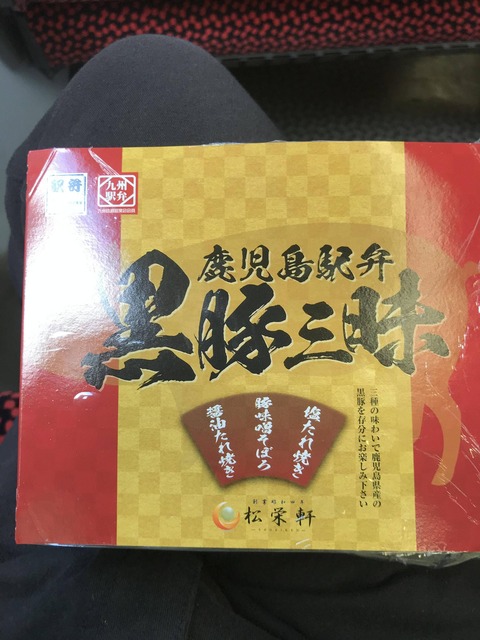 駅弁
九州
駅弁
鹿児島駅弁
黒豚三昧
塩たれ焼き
豚味噌そぼろ
醤油たれ焼き
三種の味わいで鹿児島県産の
黒豚を存分にお楽しみ下さい
松栄軒